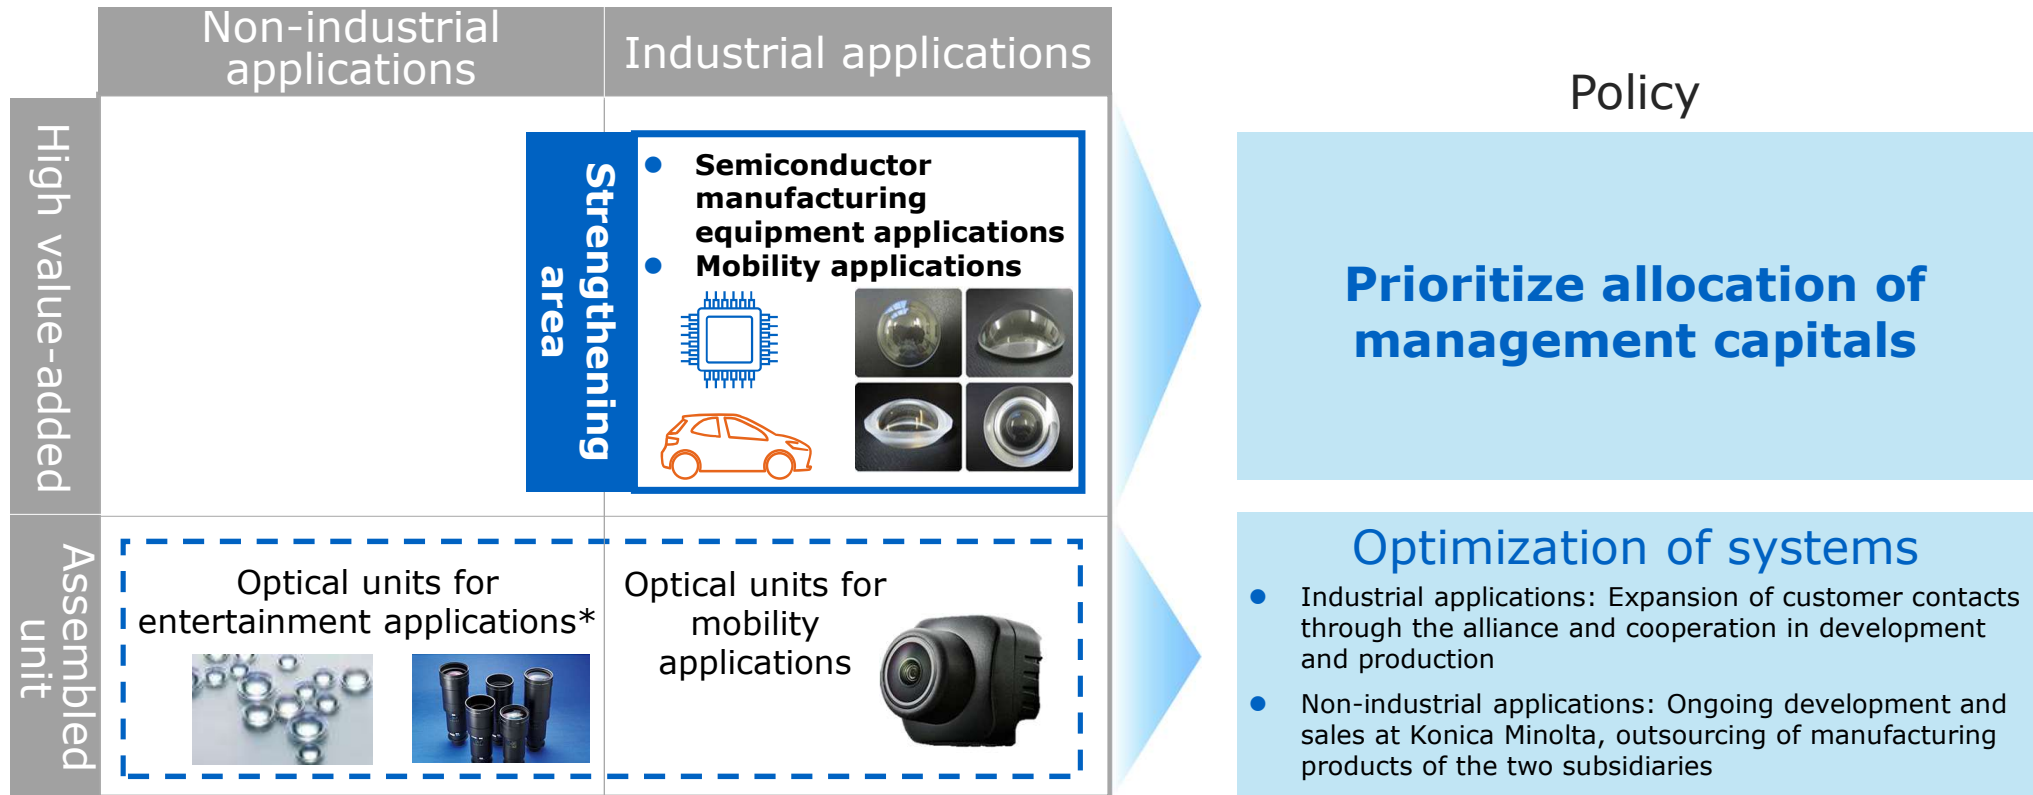 Non-industrial
applications
Industrial applications
Policy
High value-added
Strengthening
area
● Semiconductor
manufacturing
equipment applications
● Mobility applications
Prioritize allocation of
management capitals
Assembled
unit
Optical units for
entertainment applications*
Optical units for
mobility
applications
Optimization of systems
● Industrial applications: Expansion of customer contacts
through the alliance and cooperation in development
and production
● Non-industrial applications: Ongoing development and
sales at Konica Minolta, outsourcing of manufacturing
products of the two subsidiaries